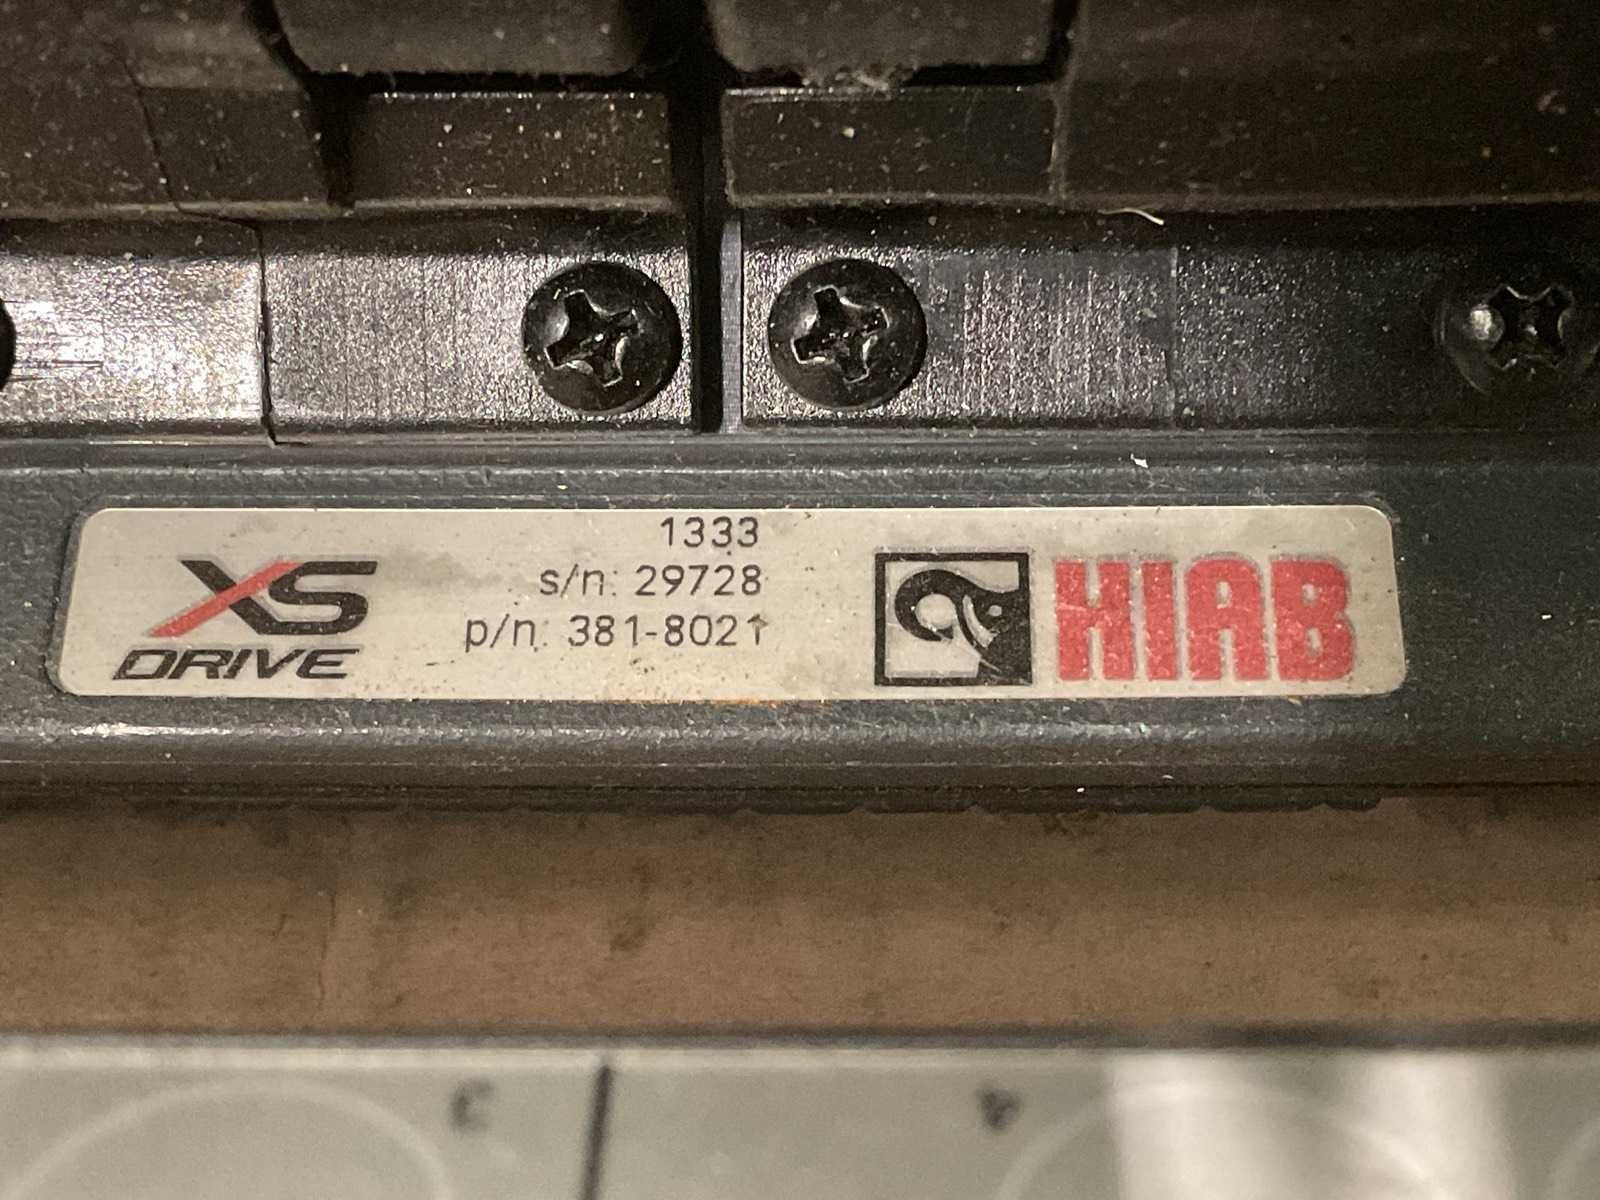 XS
DRIVE
1333
s/n: 29728
p/n: 381-8021
HIAB